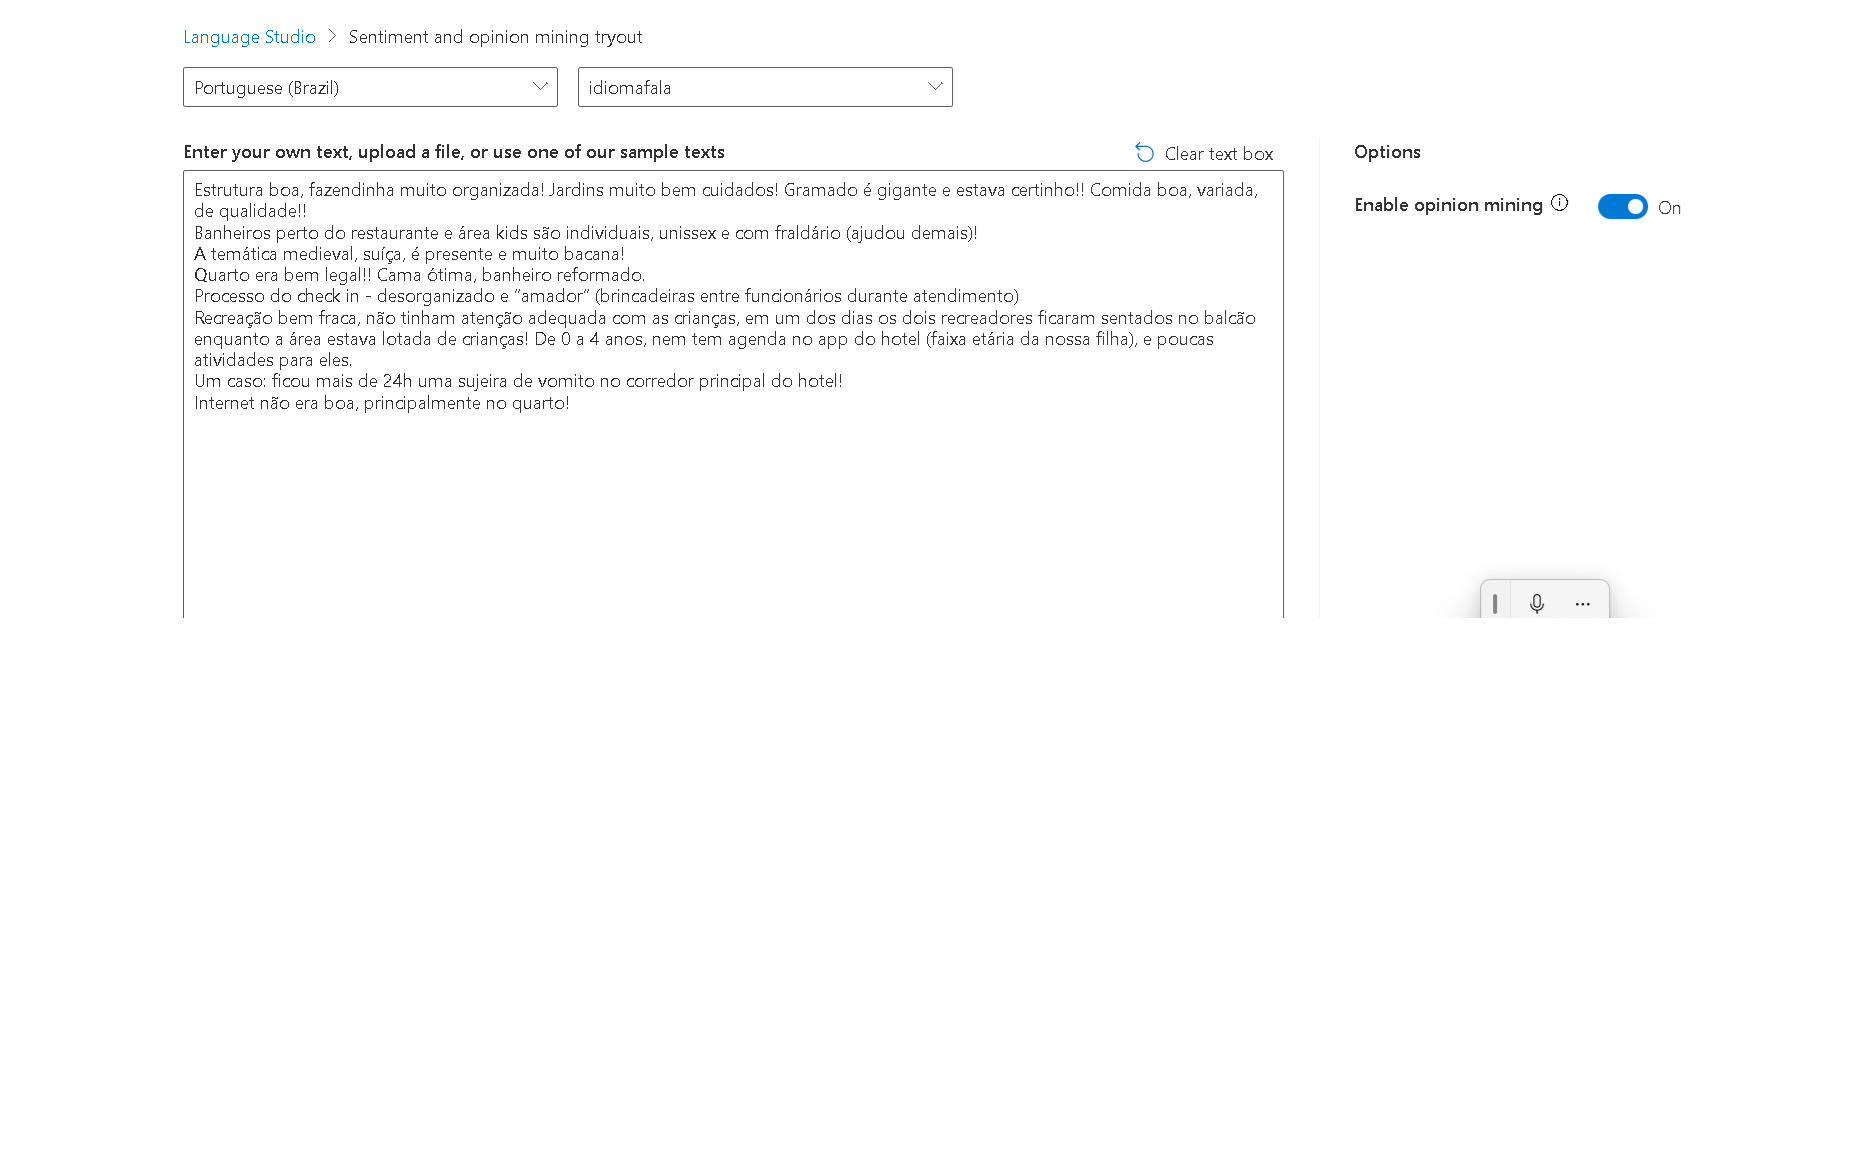 Language Studio > Sentiment and opinion mining tryout
Portuguese (Brazil) idiomafala
Enter your own text, upload a file, or use one of our sample texts
Clear text box
Estrutura boa, fazendinha muito organizada! Jardins muito bem cuidados! Gramado é gigante e estava certinho!! Comida boa, variada,
de qualidade!!
Banheiros perto do restaurante e área kids são individuais, unissex e com fraldário (ajudou demais)!
A temática medieval, suíça, é presente e muito bacana!
Quarto era bem legal!! Cama ótima, banheiro reformado.
Processo do check in - desorganizado e “amador” (brincadeiras entre funcionários durante atendimento)
Recreação bem fraca, não tinham atenção adequada com as crianças, em um dos dias os dois recreadores ficaram sentados no balcão
enquanto a área estava lotada de crianças! De 0 a 4 anos, nem tem agenda no app do hotel (faixa etária da nossa filha), e poucas
atividades para eles.
Um caso: ficou mais de 24h uma sujeira de vomito no corredor principal do hotel!
Internet não era boa, principalmente no quarto!
Options
Enable opinion mining On